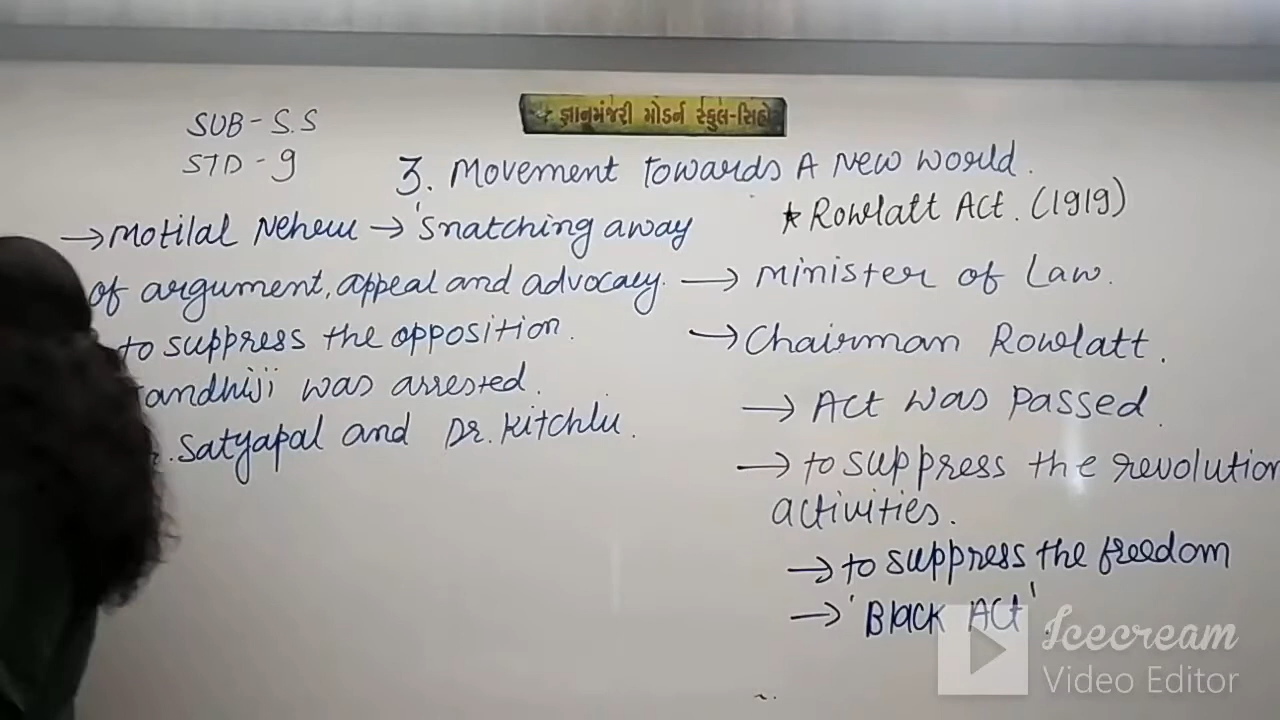 જ્ઞાનમંજરી મોડર્ન સ્કુલ-સિહો
SUB - S.S
STD - 9
3. Movement towards A New World.
→ Motilal Nehru → 'Snatching away
of argument, appeal and advocacy.
to suppress the opposition.
andhiji was arrested.
. Satyapal and Dr. Kitchlu.
* Rowlatt Act. (1919)
→ Minister of Law.
→ Chairman Rowlatt.
→ Act was passed.
→ to suppress the revolution
activities.
→ to suppress the freedom
→ 'Black Act'.
Icecream
Video Editor